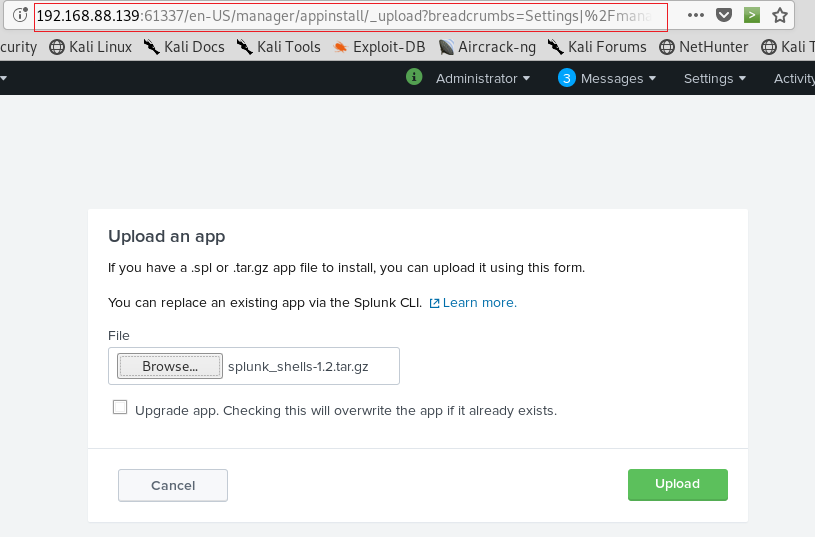 192.168.88.139:61337/en-US/manager/appinstall/_upload?breadcrumbs=Settings|%2Fmana
curity Kali Linux Kali Docs Kali Tools Exploit-DB Aircrack-ng Kali Forums NetHunter Kali T
i Administrator 3 Messages Settings Activity
Upload an app
If you have a .spl or .tar.gz app file to install, you can upload it using this form.
You can replace an existing app via the Splunk CLI. Learn more.
File
Browse... splunk_shells-1.2.tar.gz
Upgrade app. Checking this will overwrite the app if it already exists.
Cancel Upload